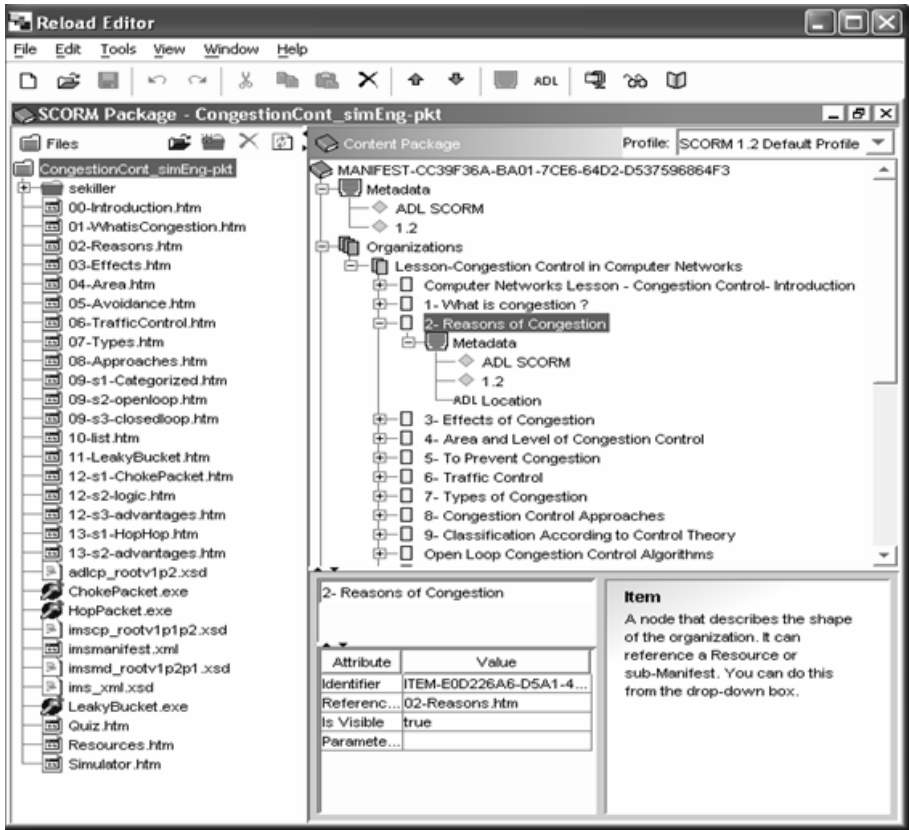 Reload Editor
File Edit Tools View Window Help
ADL
SCORM Package - CongestionCont_simEng-pkt
Files
CongestionCont_simEng-pkt
sekiller
00-Introduction.htm
01-WhatisCongestion.htm
02-Reasons.htm
03-Effects.htm
04-Area.htm
05-Avoidance.htm
06-TrafficControl.htm
07-Types.htm
08-Approaches.htm
09-s1-Categorized.htm
09-s2-openloop.htm
09-s3-closedloop.htm
10-list.htm
11-LeakyBucket.htm
12-s1-ChokePacket.htm
12-s2-logic.htm
12-s3-advantages.htm
13-s1-HopHop.htm
13-s2-advantages.htm
adlcp_rootv1p2.xsd
ChokePacket.exe
HopPacket.exe
imscp_rootv1p1p2.xsd
imsmanifest.xml
imsmd_rootv1p2p1.xsd
ims_xml.xsd
LeakyBucket.exe
Quiz.htm
Resources.htm
Simulator.htm
Content Package
Profile: SCORM 1.2 Default Profile
MANIFEST-CC39F36A-BA01-7CE6-64D2-D537596864F3
Metadata
ADL SCORM
1.2
Organizations
Lesson-Congestion Control in Computer Networks
Computer Networks Lesson - Congestion Control- Introduction
1- What is congestion ?
2- Reasons of Congestion
Metadata
ADL SCORM
1.2
ADL Location
3- Effects of Congestion
4- Area and Level of Congestion Control
5- To Prevent Congestion
6- Traffic Control
7- Types of Congestion
8- Congestion Control Approaches
9- Classification According to Control Theory
Open Loop Congestion Control Algorithms
2- Reasons of Congestion
Attribute Value
Identifier ITEM-E0D226A6-D5A1-4...
Referenc... 02-Reasons.htm
Is Visible true
Paramete...
Item
A node that describes the shape
of the organization. It can
reference a Resource or
sub-Manifest. You can do this
from the drop-down box.